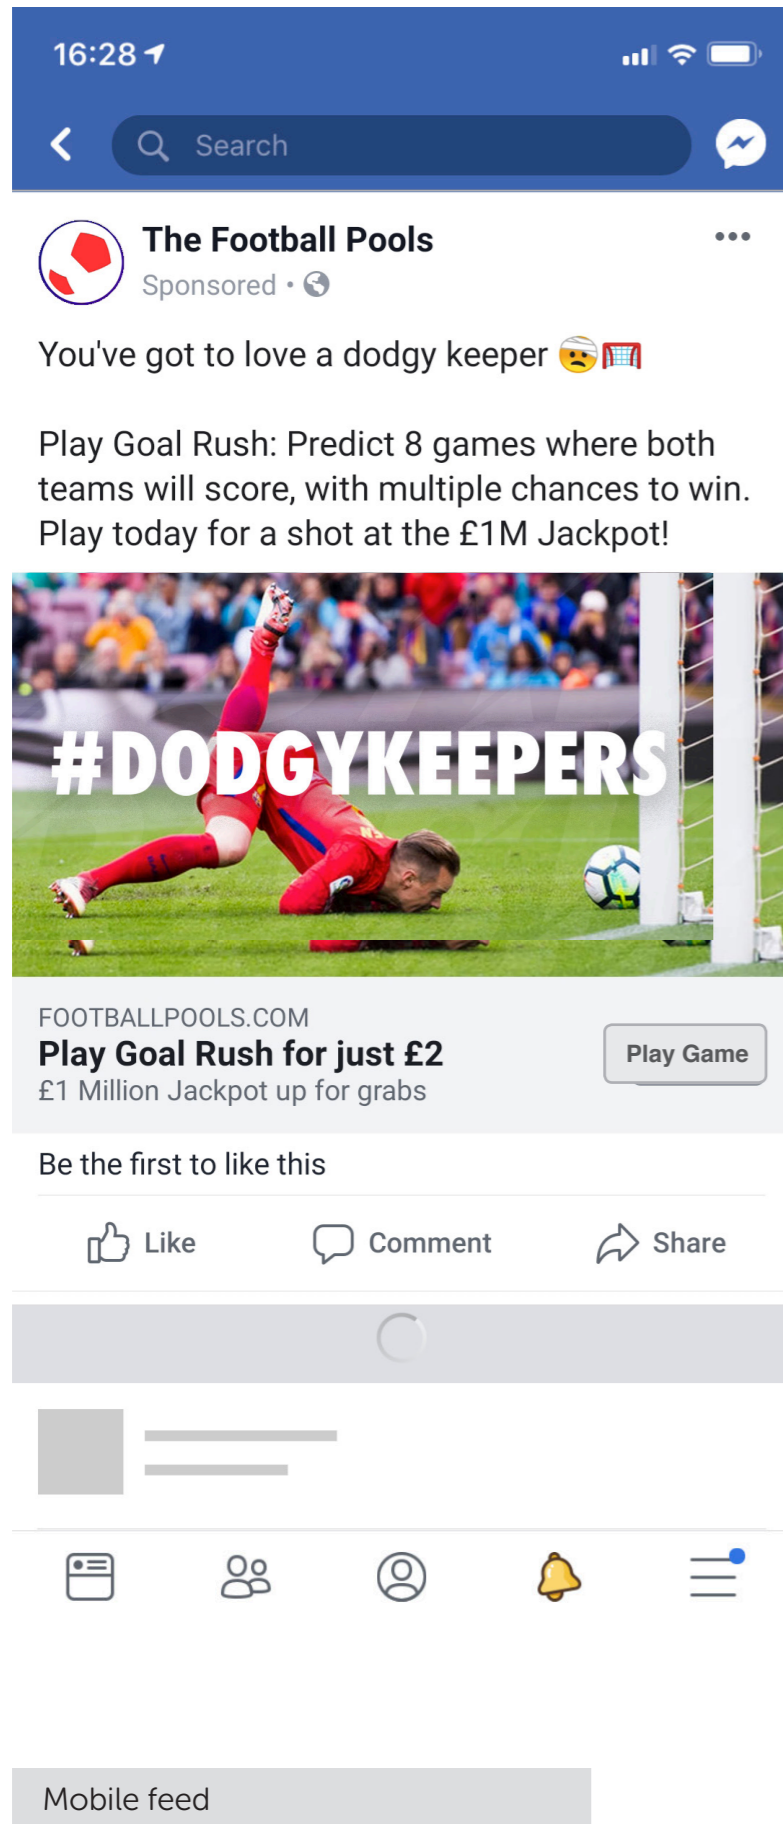 16:28
Search
The Football Pools
Sponsored •
You've got to love a dodgy keeper 🤕🥅
Play Goal Rush: Predict 8 games where both
teams will score, with multiple chances to win.
Play today for a shot at the £1M Jackpot!
#DODGYKEEPERS
FOOTBALLPOOLS.COM
Play Goal Rush for just £2
£1 Million Jackpot up for grabs
Play Game
Be the first to like this
Like
Comment
Share
Mobile feed